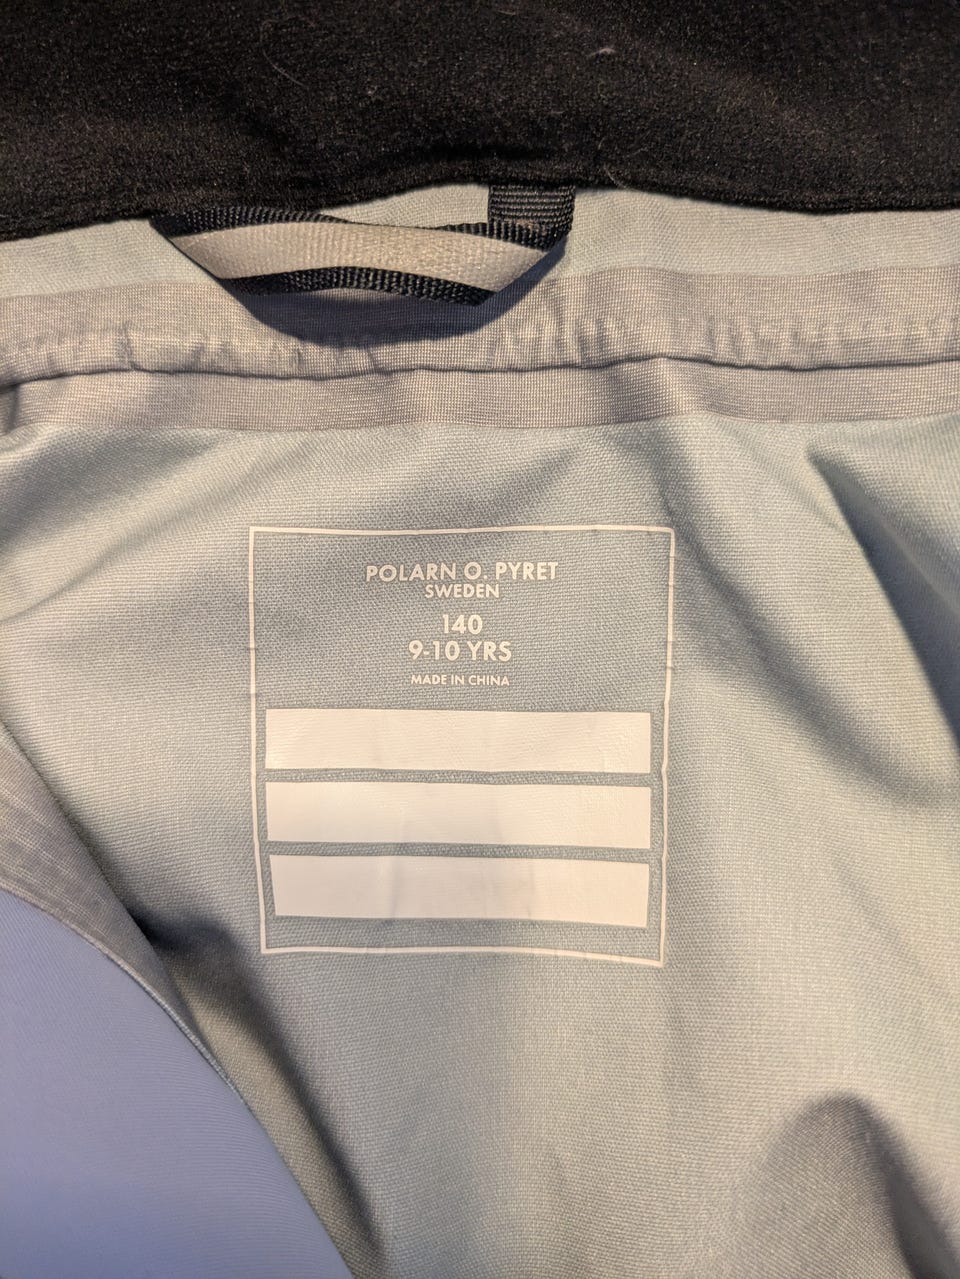 POLARN O. PYRET
SWEDEN
140
9-10 YRS
MADE IN CHINA